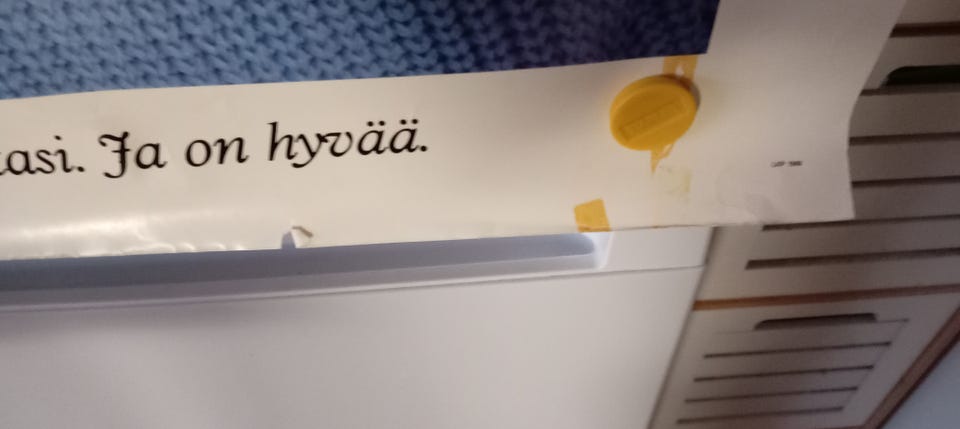 asi. Ja on hyvää.